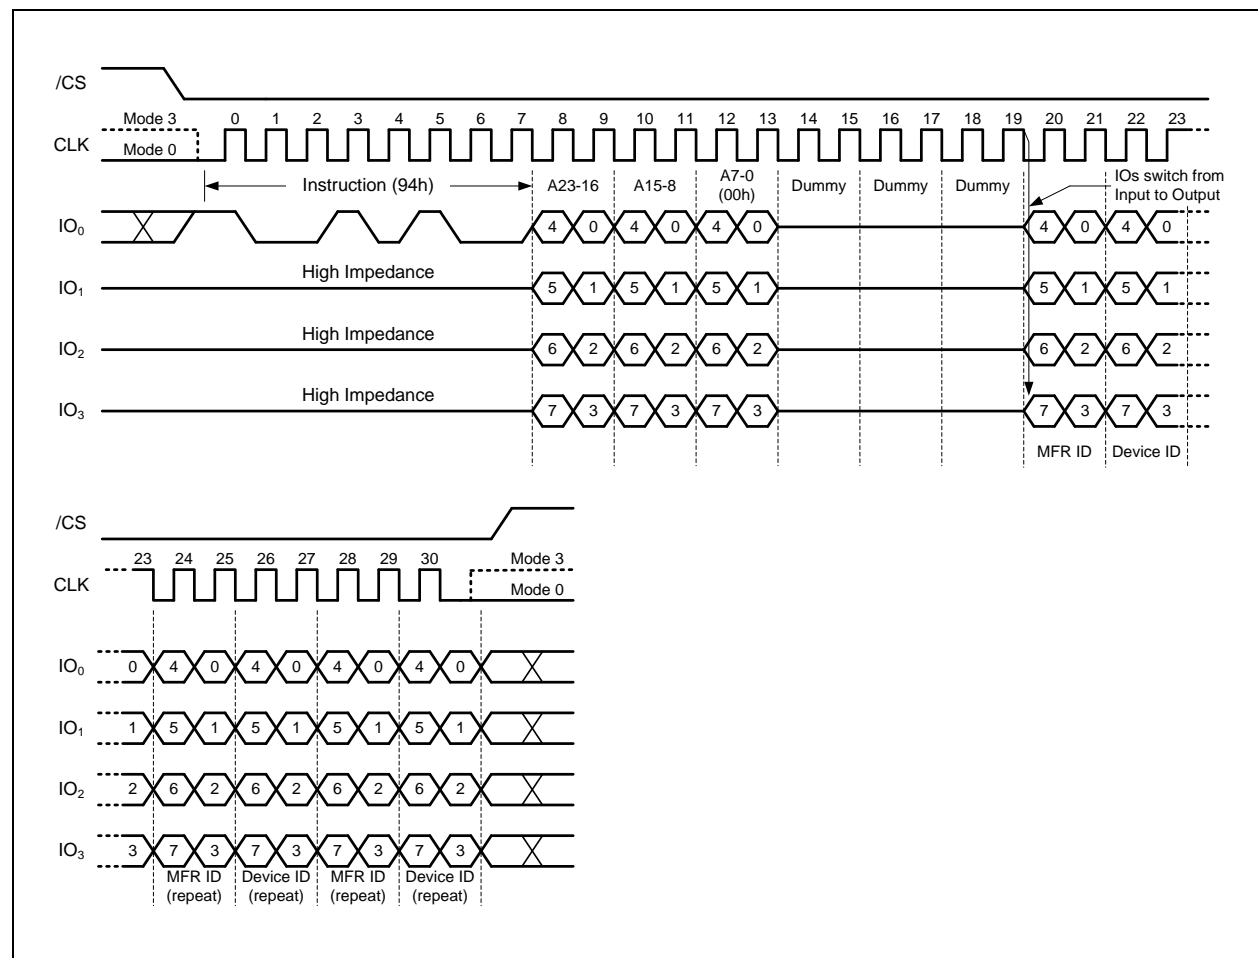 /CS
Mode 3 0 1 2 3 4 5 6 7 8 9 10 11 12 13 14 15 16 17 18 19 20 21 22 23
CLK
Mode 0
Instruction (94h) A23-16 A15-8 A7-0 (00h) Dummy Dummy Dummy IOs switch from Input to Output
IO₀ 4 0 4 0 4 0 4 0 4 0
High Impedance
IO₁ 5 1 5 1 5 1 5 1 5 1
High Impedance
IO₂ 6 2 6 2 6 2 6 2 6 2
High Impedance
IO₃ 7 3 7 3 7 3 7 3 7 3
MFR ID Device ID
/CS
23 24 25 26 27 28 29 30 Mode 3
CLK
Mode 0
IO₀ 0 4 0 4 0 4 0 4 0
IO₁ 1 5 1 5 1 5 1 5 1
IO₂ 2 6 2 6 2 6 2 6 2
IO₃ 3 7 3 7 3 7 3 7 3
MFR ID (repeat) Device ID (repeat) MFR ID (repeat) Device ID (repeat)